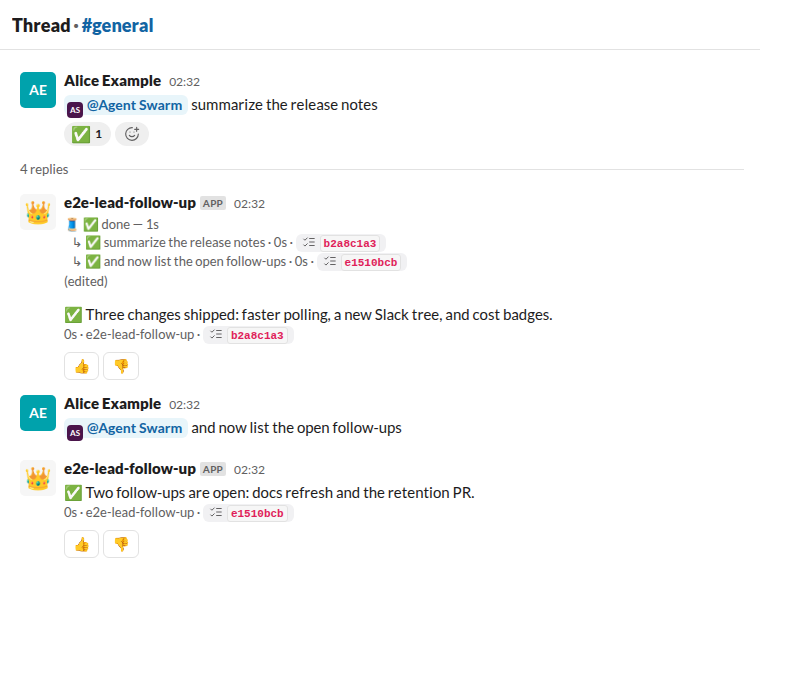 Thread • #general
AE
Alice Example 02:32
AS @Agent Swarm summarize the release notes
✅ 1
4 replies
e2e-lead-follow-up APP 02:32
🧵 ✅ done — 1s
↳ ✅ summarize the release notes · 0s · b2a8c1a3
↳ ✅ and now list the open follow-ups · 0s · e1510bcb
(edited)
✅ Three changes shipped: faster polling, a new Slack tree, and cost badges.
0s · e2e-lead-follow-up · b2a8c1a3
👍 👎
AE
Alice Example 02:32
AS @Agent Swarm and now list the open follow-ups
e2e-lead-follow-up APP 02:32
✅ Two follow-ups are open: docs refresh and the retention PR.
0s · e2e-lead-follow-up · e1510bcb
👍 👎